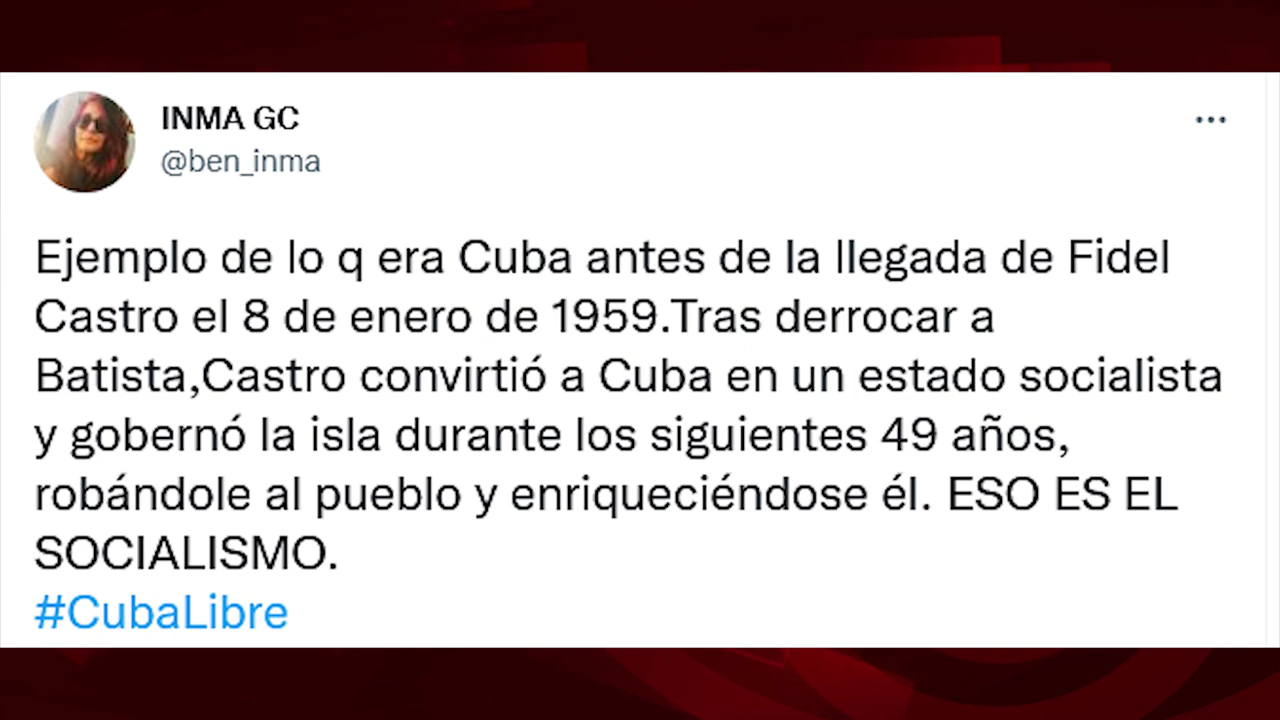 INMA GC
@ben_inma
Ejemplo de lo q era Cuba antes de la llegada de Fidel
Castro el 8 de enero de 1959.Tras derrocar a
Batista,Castro convirtió a Cuba en un estado socialista
y gobernó la isla durante los siguientes 49 años,
robándole al pueblo y enriqueciéndose él. ESO ES EL
SOCIALISMO.
#CubaLibre